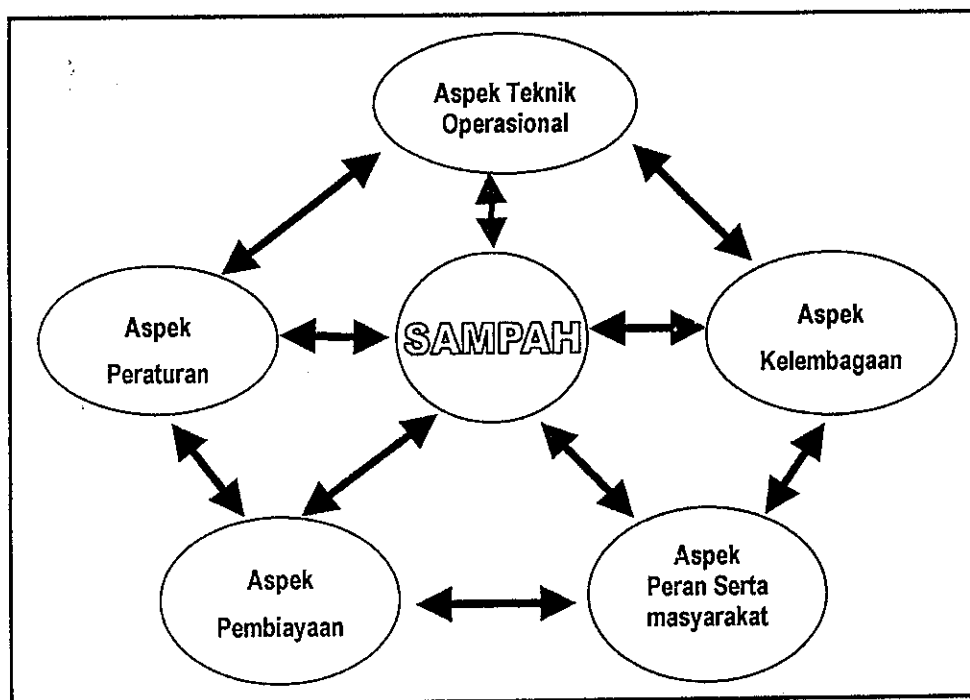 Aspek Teknik
Operasional
Aspek
Peraturan
SAMPAH
Aspek
Kelembagaan
Aspek
Pembiayaan
Aspek
Peran Serta
masyarakat